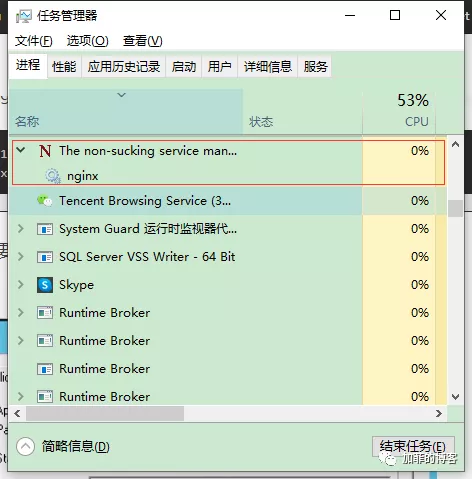 任务管理器
文件(F) 选项(O) 查看(V)
进程 性能 应用历史记录 启动 用户 详细信息 服务
53%
名称 状态 CPU
The non-sucking service man... 0%
nginx
Tencent Browsing Service (3... 0%
System Guard 运行时监视器代... 0%
SQL Server VSS Writer - 64 Bit 0%
Skype 0%
Runtime Broker 0%
Runtime Broker 0%
Runtime Broker 0%
Runtime Broker 0%
简略信息(D) 结束任务(E)
加菲的博客